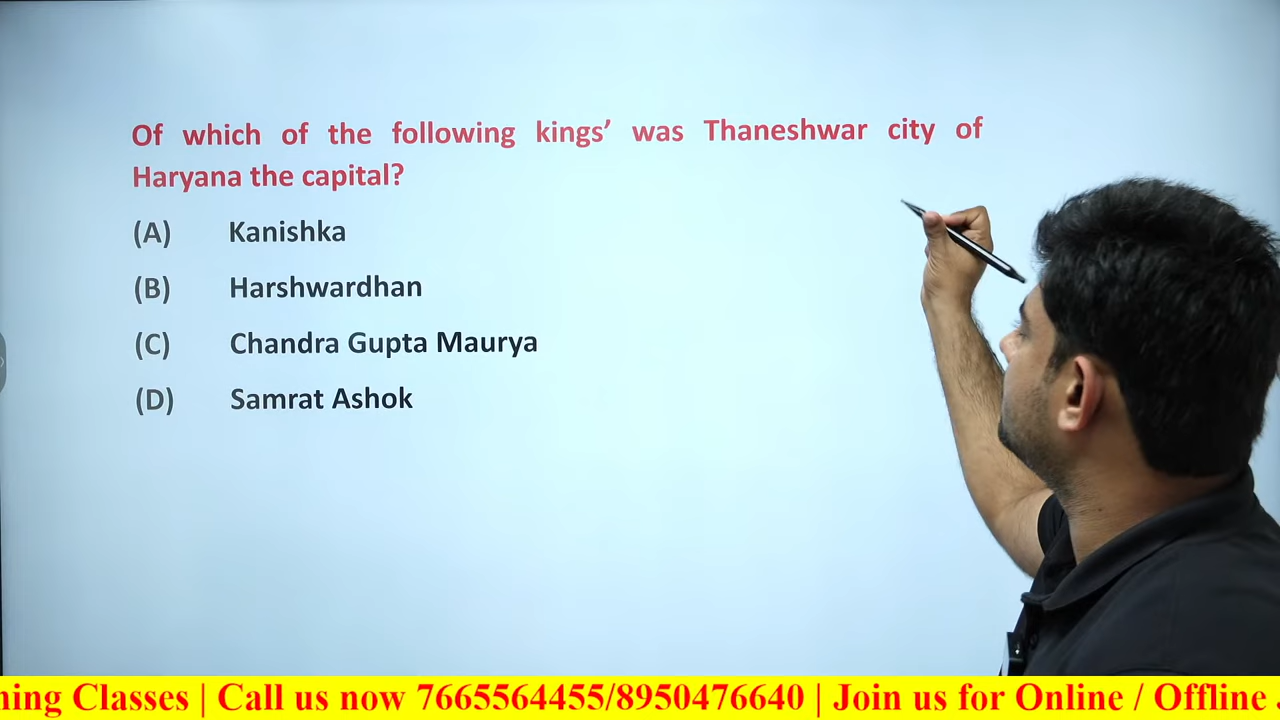 Of which of the following kings’ was Thaneshwar city of
Haryana the capital?
(A) Kanishka
(B) Harshwardhan
(C) Chandra Gupta Maurya
(D) Samrat Ashok
Classes | Call us now 7665564455/8950476640 | Join us for Online / Offline